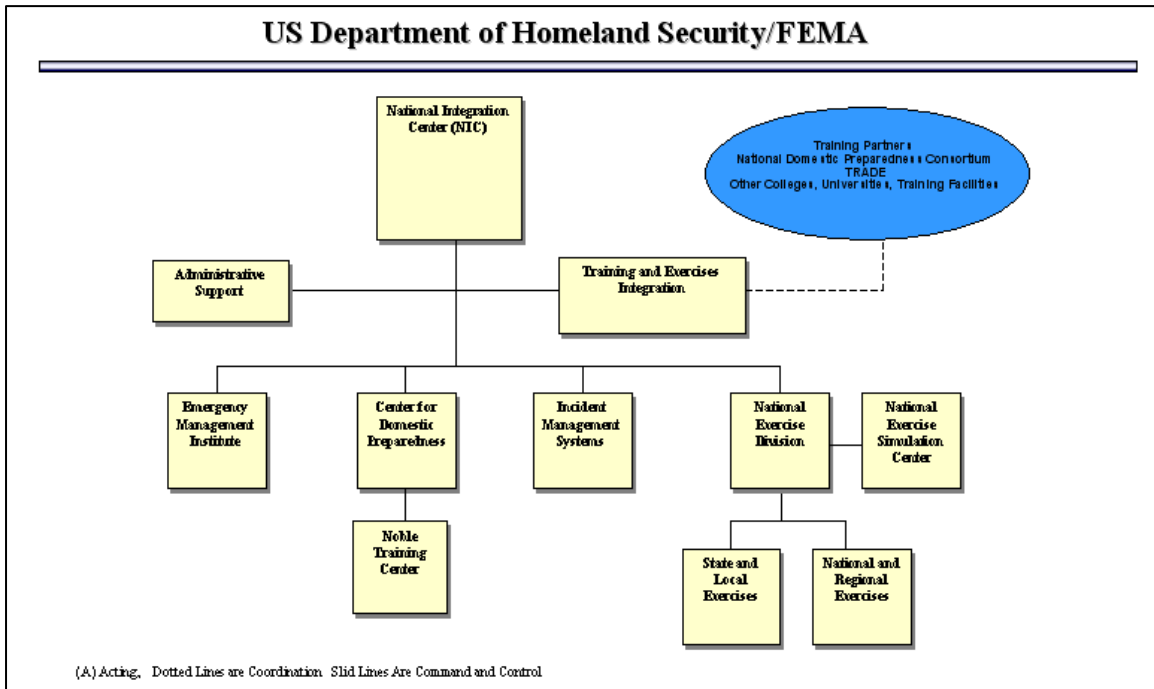 US Department of Homeland Security/FEMA
National Integration
Center (NIC)
Training Partners
National Domestic Preparedness Consortium
TRADE
Other Colleges, Universities, Training Facilities
Administrative
Support
Training and Exercises
Integration
Emergency
Management
Institute
Center for
Domestic
Preparedness
Incident
Management
Systems
National
Exercise
Division
National
Exercise
Simulation
Center
Noble
Training
Center
State and
Local
Exercises
National and
Regional
Exercises
(A) Acting, Dotted Lines are Coordination Slid Lines Are Command and Control